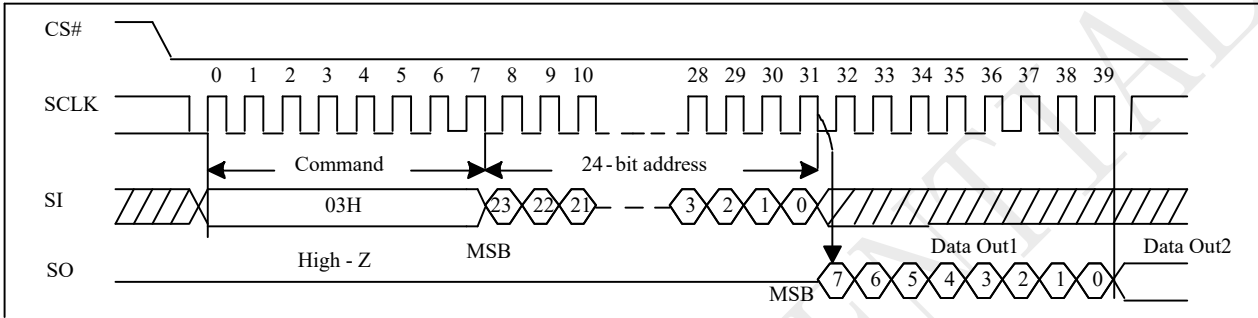 CS#
0 1 2 3 4 5 6 7 8 9 10 28 29 30 31 32 33 34 35 36 37 38 39
SCLK
Command 24-bit address
SI 03H 23 22 21 3 2 1 0
MSB Data Out1 Data Out2
High - Z
SO MSB 7 6 5 4 3 2 1 0